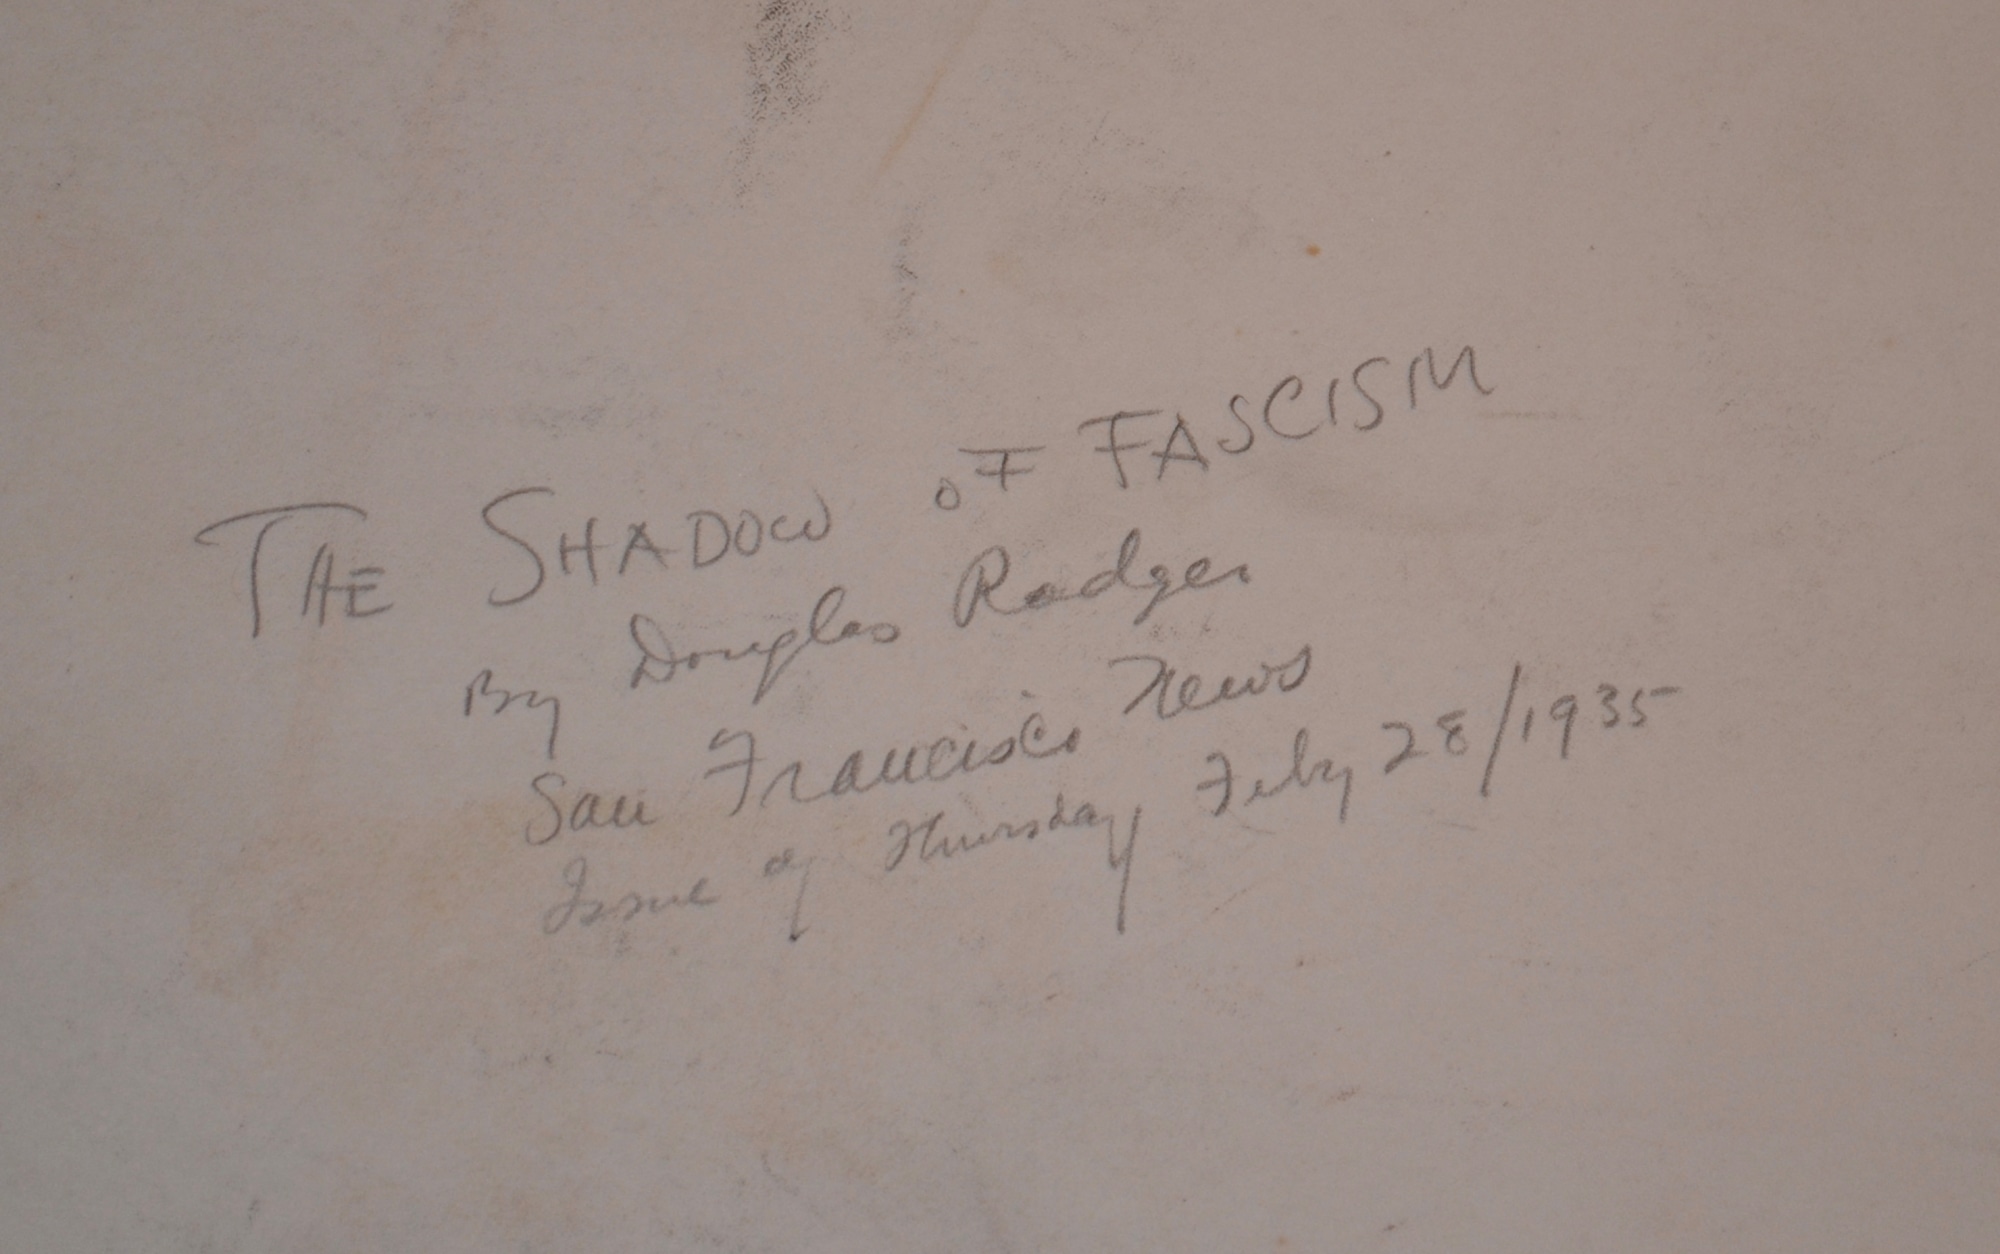 THE SHADOW OF FASCISM
By Douglas Rodger
San Francisco News
Issue of Thursday Feby 28/1935